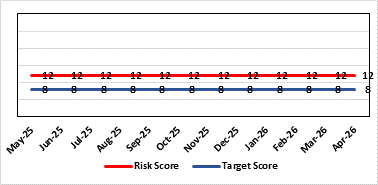 12 12 12 12 12 12 12 12 12 12 12 12
8 8 8 8 8 8 8 8 8 8 8 8
May-25 Jun-25 Jul-25 Aug-25 Sep-25 Oct-25 Nov-25 Dec-25 Jan-26 Feb-26 Mar-26 Apr-26
Risk Score Target Score